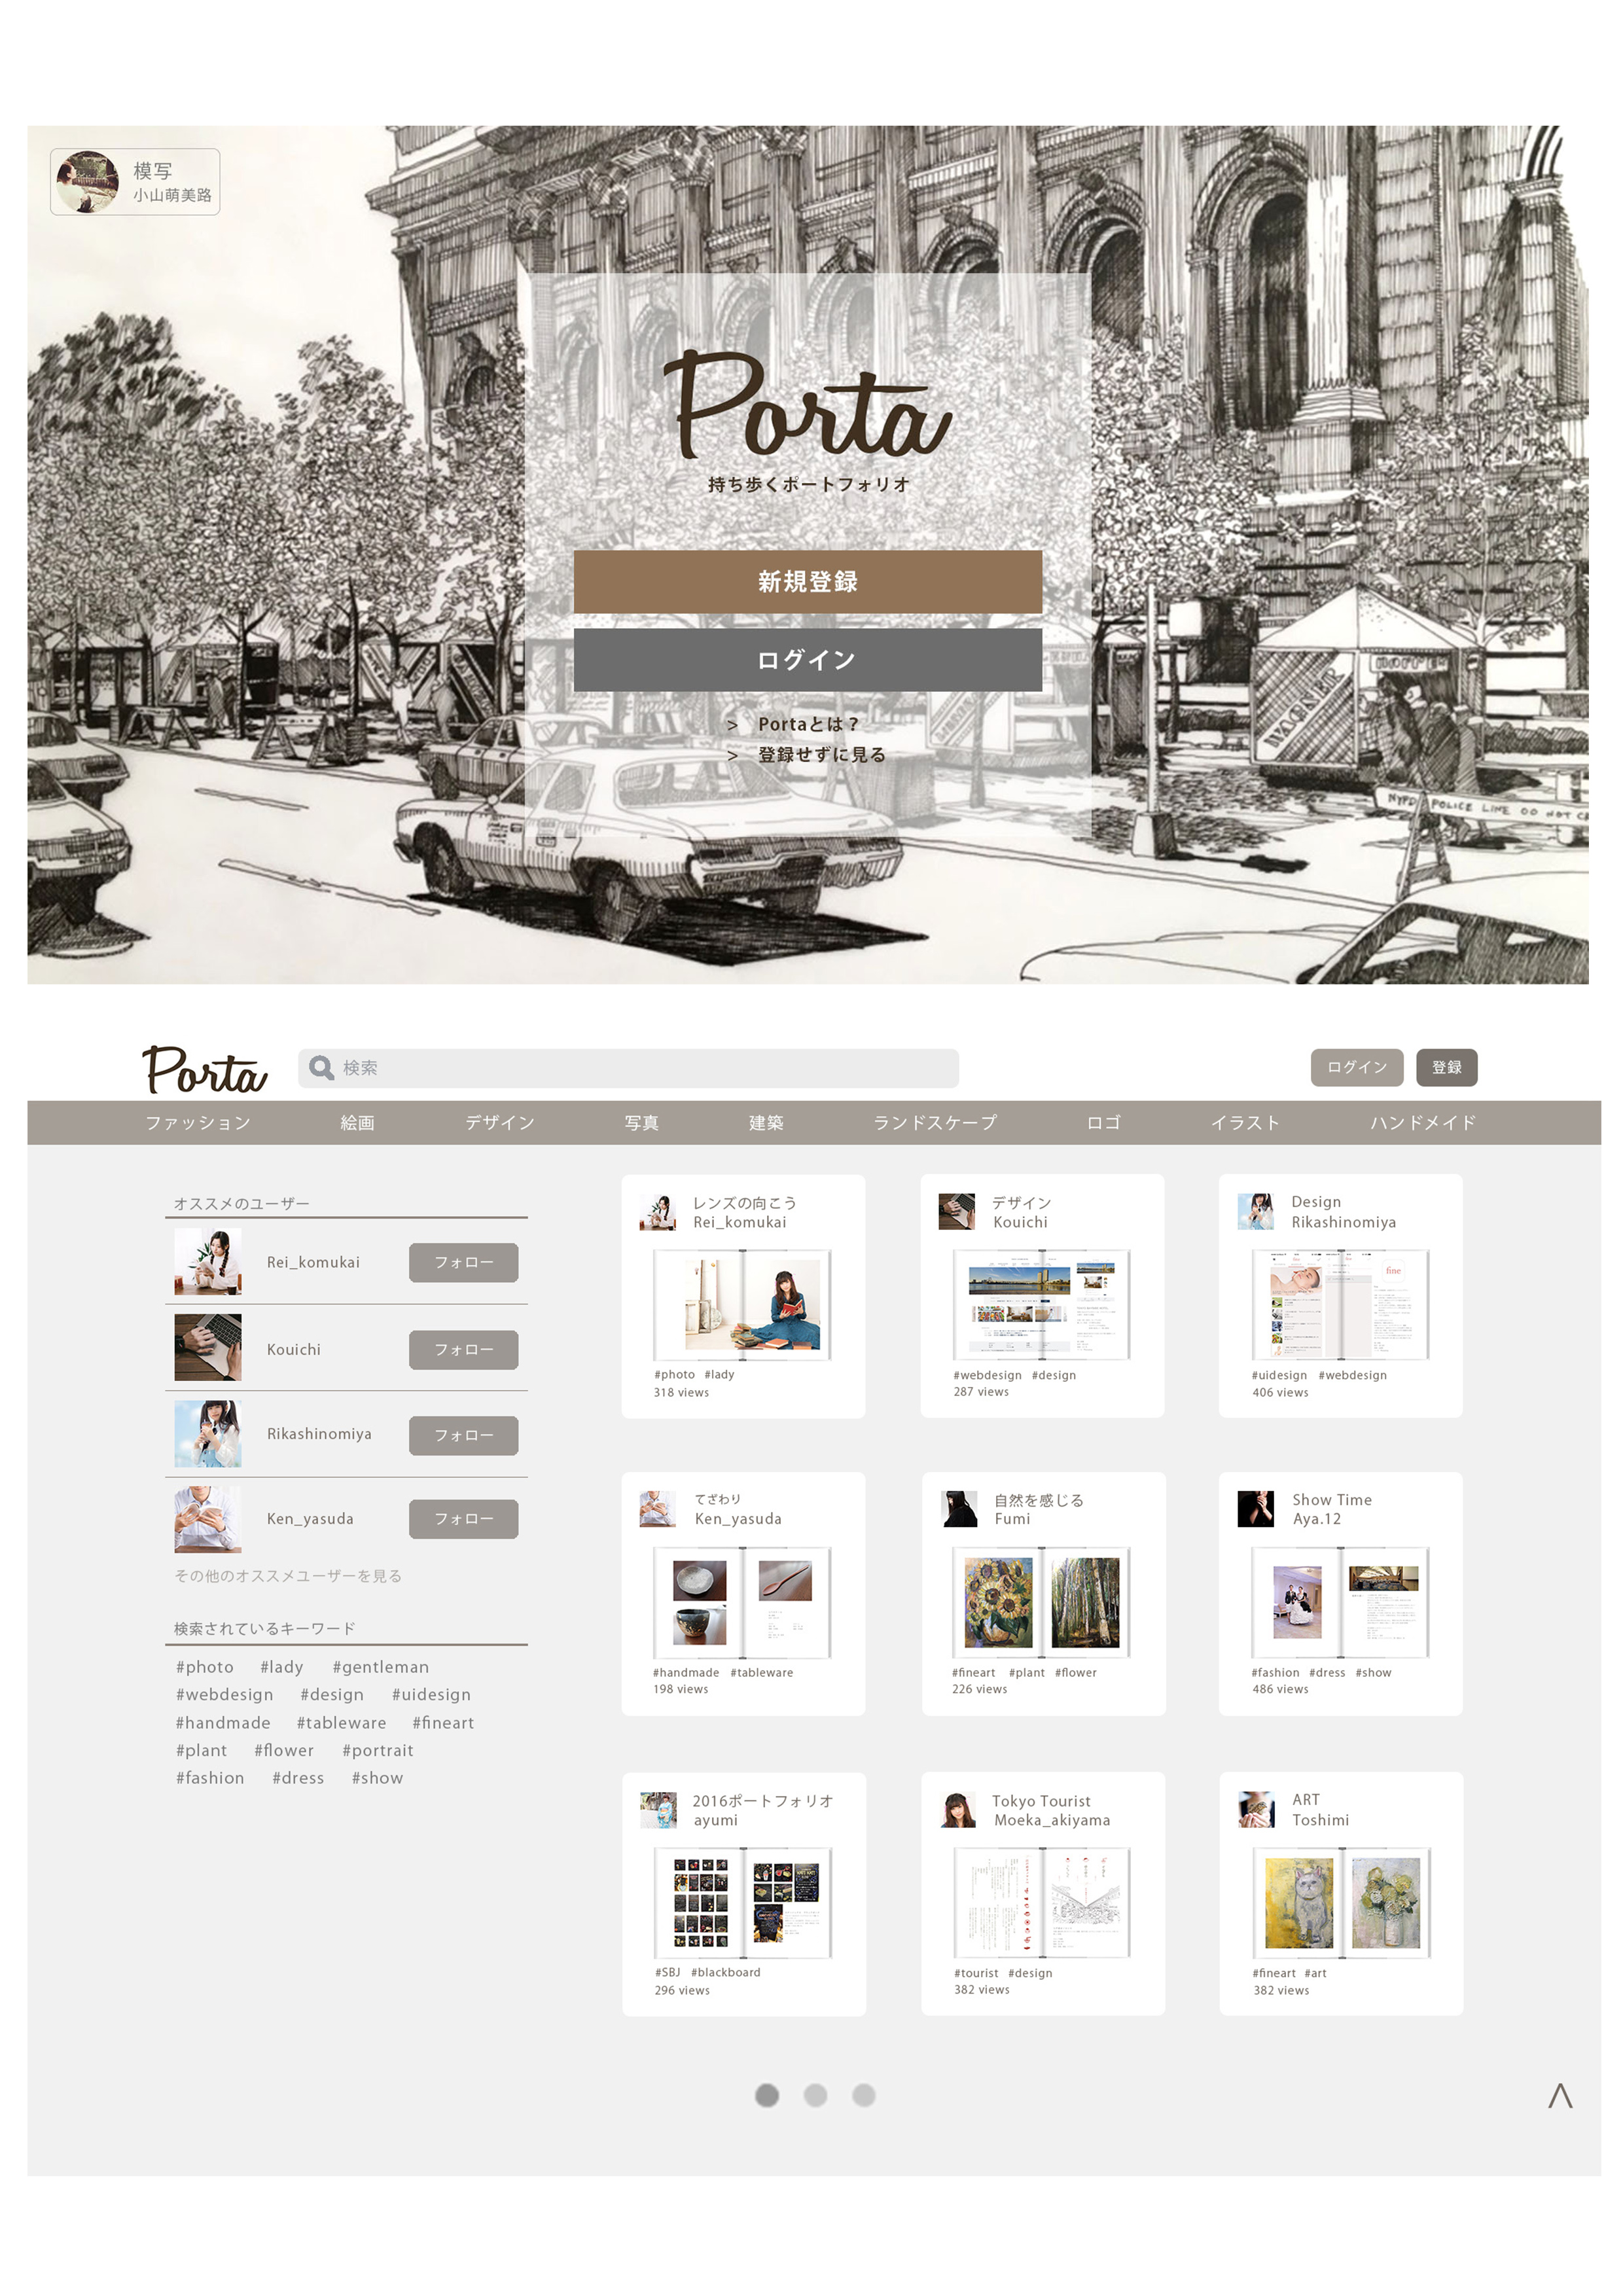 模写
小山萌美路
Porta
持ち歩くポートフォリオ
新規登録
ログイン
> Portaとは？
> 登録せずに見る
WAGNER
NYPD POLICE LINE DO NOT
Porta
検索
ログイン
登録
ファッション 絵画 デザイン 写真 建築 ランドスケープ ロゴ イラスト ハンドメイド
オススメのユーザー
Rei_komukai フォロー
Kouichi フォロー
Rikashinomiya フォロー
Ken_yasuda フォロー
その他のオススメユーザーを見る
検索されているキーワード
#photo #lady #gentleman
#webdesign #design #uidesign
#handmade #tableware #fineart
#plant #flower #portrait
#fashion #dress #show
レンズの向こう
Rei_komukai
#photo #lady
318 views
デザイン
Kouichi
#webdesign #design
287 views
Design
Rikashinomiya
fine
#uidesign #webdesign
406 views
てざわり
Ken_yasuda
#handmade #tableware
198 views
自然を感じる
Fumi
#fineart #plant #flower
226 views
Show Time
Aya.12
#fashion #dress #show
486 views
2016ポートフォリオ
ayumi
#SBJ #blackboard
296 views
Tokyo Tourist
Moeka_akiyama
#tourist #design
382 views
ART
Toshimi
#fineart #art
382 views